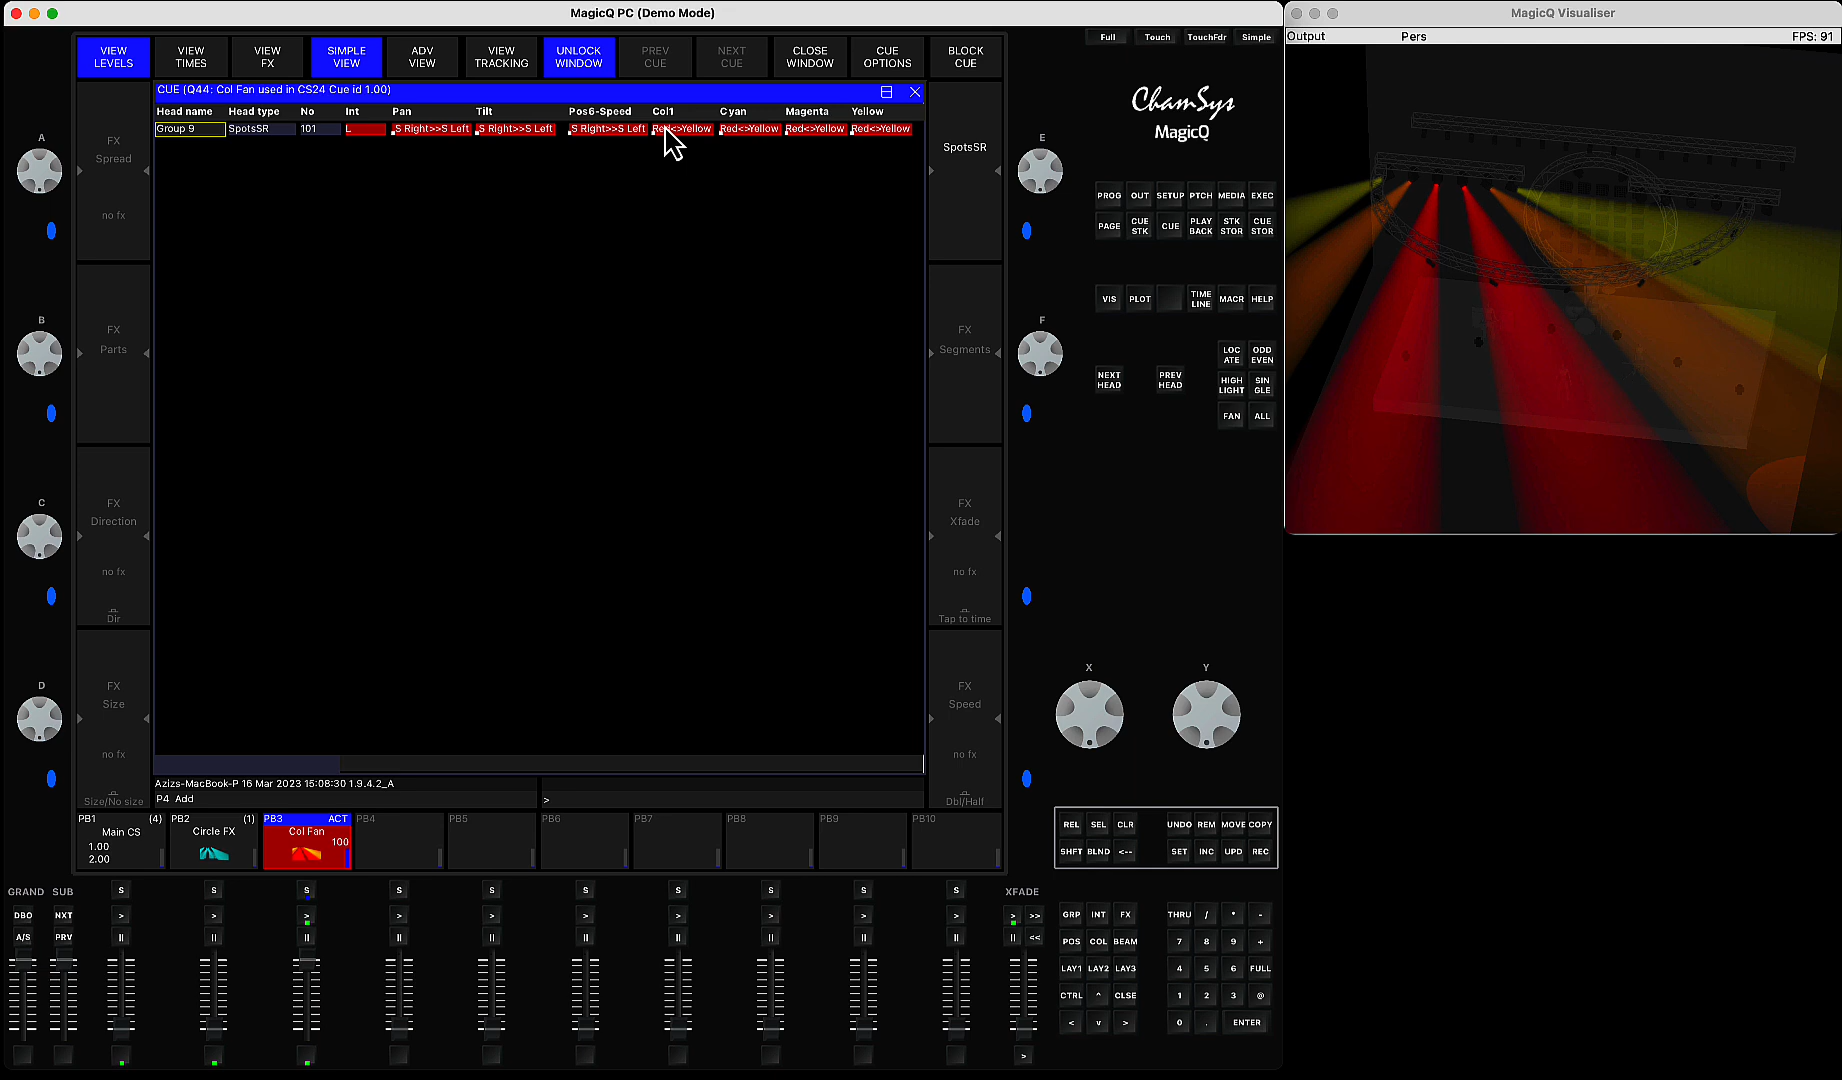 MagicQ PC (Demo Mode)
VIEW LEVELS
VIEW TIMES
VIEW FX
SIMPLE VIEW
ADV VIEW
VIEW TRACKING
UNLOCK WINDOW
PREV CUE
NEXT CUE
CLOSE WINDOW
CUE OPTIONS
BLOCK CUE
Full Touch TouchFdr Simple
CUE (Q44: Col Fan used in CS24 Cue id 1.00)
Head name Head type No Int Pan Tilt Pos6-Speed Col1 Cyan Magenta Yellow
Group 9 SpotsSR 101 L S Right>>S Left S Right>>S Left S Right>>S Left Red<>Yellow Red<>Yellow Red<>Yellow Red<>Yellow
A
FX
Spread
no fx
B
FX
Parts
C
FX
Direction
no fx
Dir
D
FX
Size
no fx
Size/No size
SpotsSR
E
FX
Segments
F
FX
Xfade
no fx
Tap to time
FX
Speed
no fx
Dbl/Half
ChamSys
MagicQ
PROG OUT SETUP PTCH MEDIA EXEC
PAGE CUE STK CUE PLAY BACK STK STOR CUE STOR
VIS PLOT TIME LINE MACR HELP
LOC ATE ODD EVEN
NEXT HEAD PREV HEAD HIGH LIGHT SIN GLE
FAN ALL
X Y
Azizs-MacBook-P 16 Mar 2023 15:08:30 1.9.4.2_A
P4 Add
>
PB1 (4)
Main CS
1.00
2.00
PB2 (1)
Circle FX
PB3 ACT
Col Fan
100
PB4
PB5
PB6
PB7
PB8
PB9
PB10
REL SEL CLR UNDO REM MOVE COPY
SHFT BLND <-- SET INC UPD REC
GRAND SUB S S S S S S S S S S XFADE
DBO NXT > > > > > > > > > > > >>
A/S PRV II II II II II II II II II II II <<
>
GRP INT FX THRU / * -
POS COL BEAM 7 8 9 +
LAY1 LAY2 LAY3 4 5 6 FULL
CTRL ^ CLSE 1 2 3 @
< v > 0 . ENTER
MagicQ Visualiser
Output Pers FPS: 91